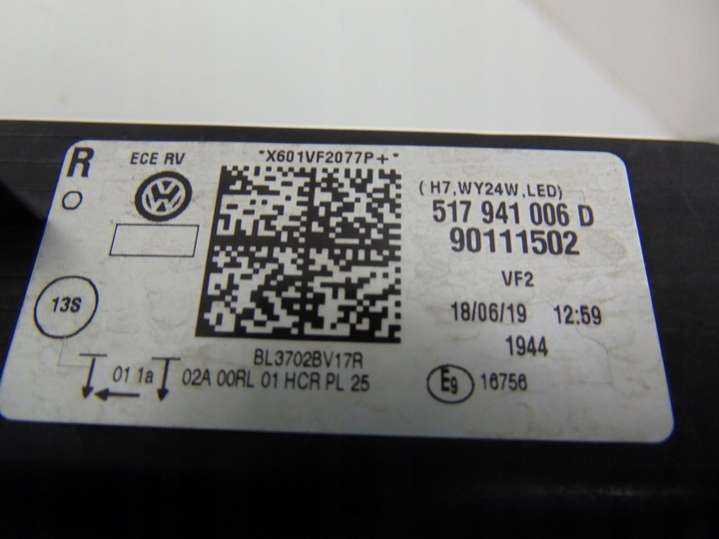 R
ECE RV
"X601VF2077P+"
(H7,WY24W,LED)
517 941 006 D
90111502
VF2
13S
18/06/19 12:59
BL3702BV17R
1944
01 1a 02A 00RL 01 HCR PL 25
E9 16756